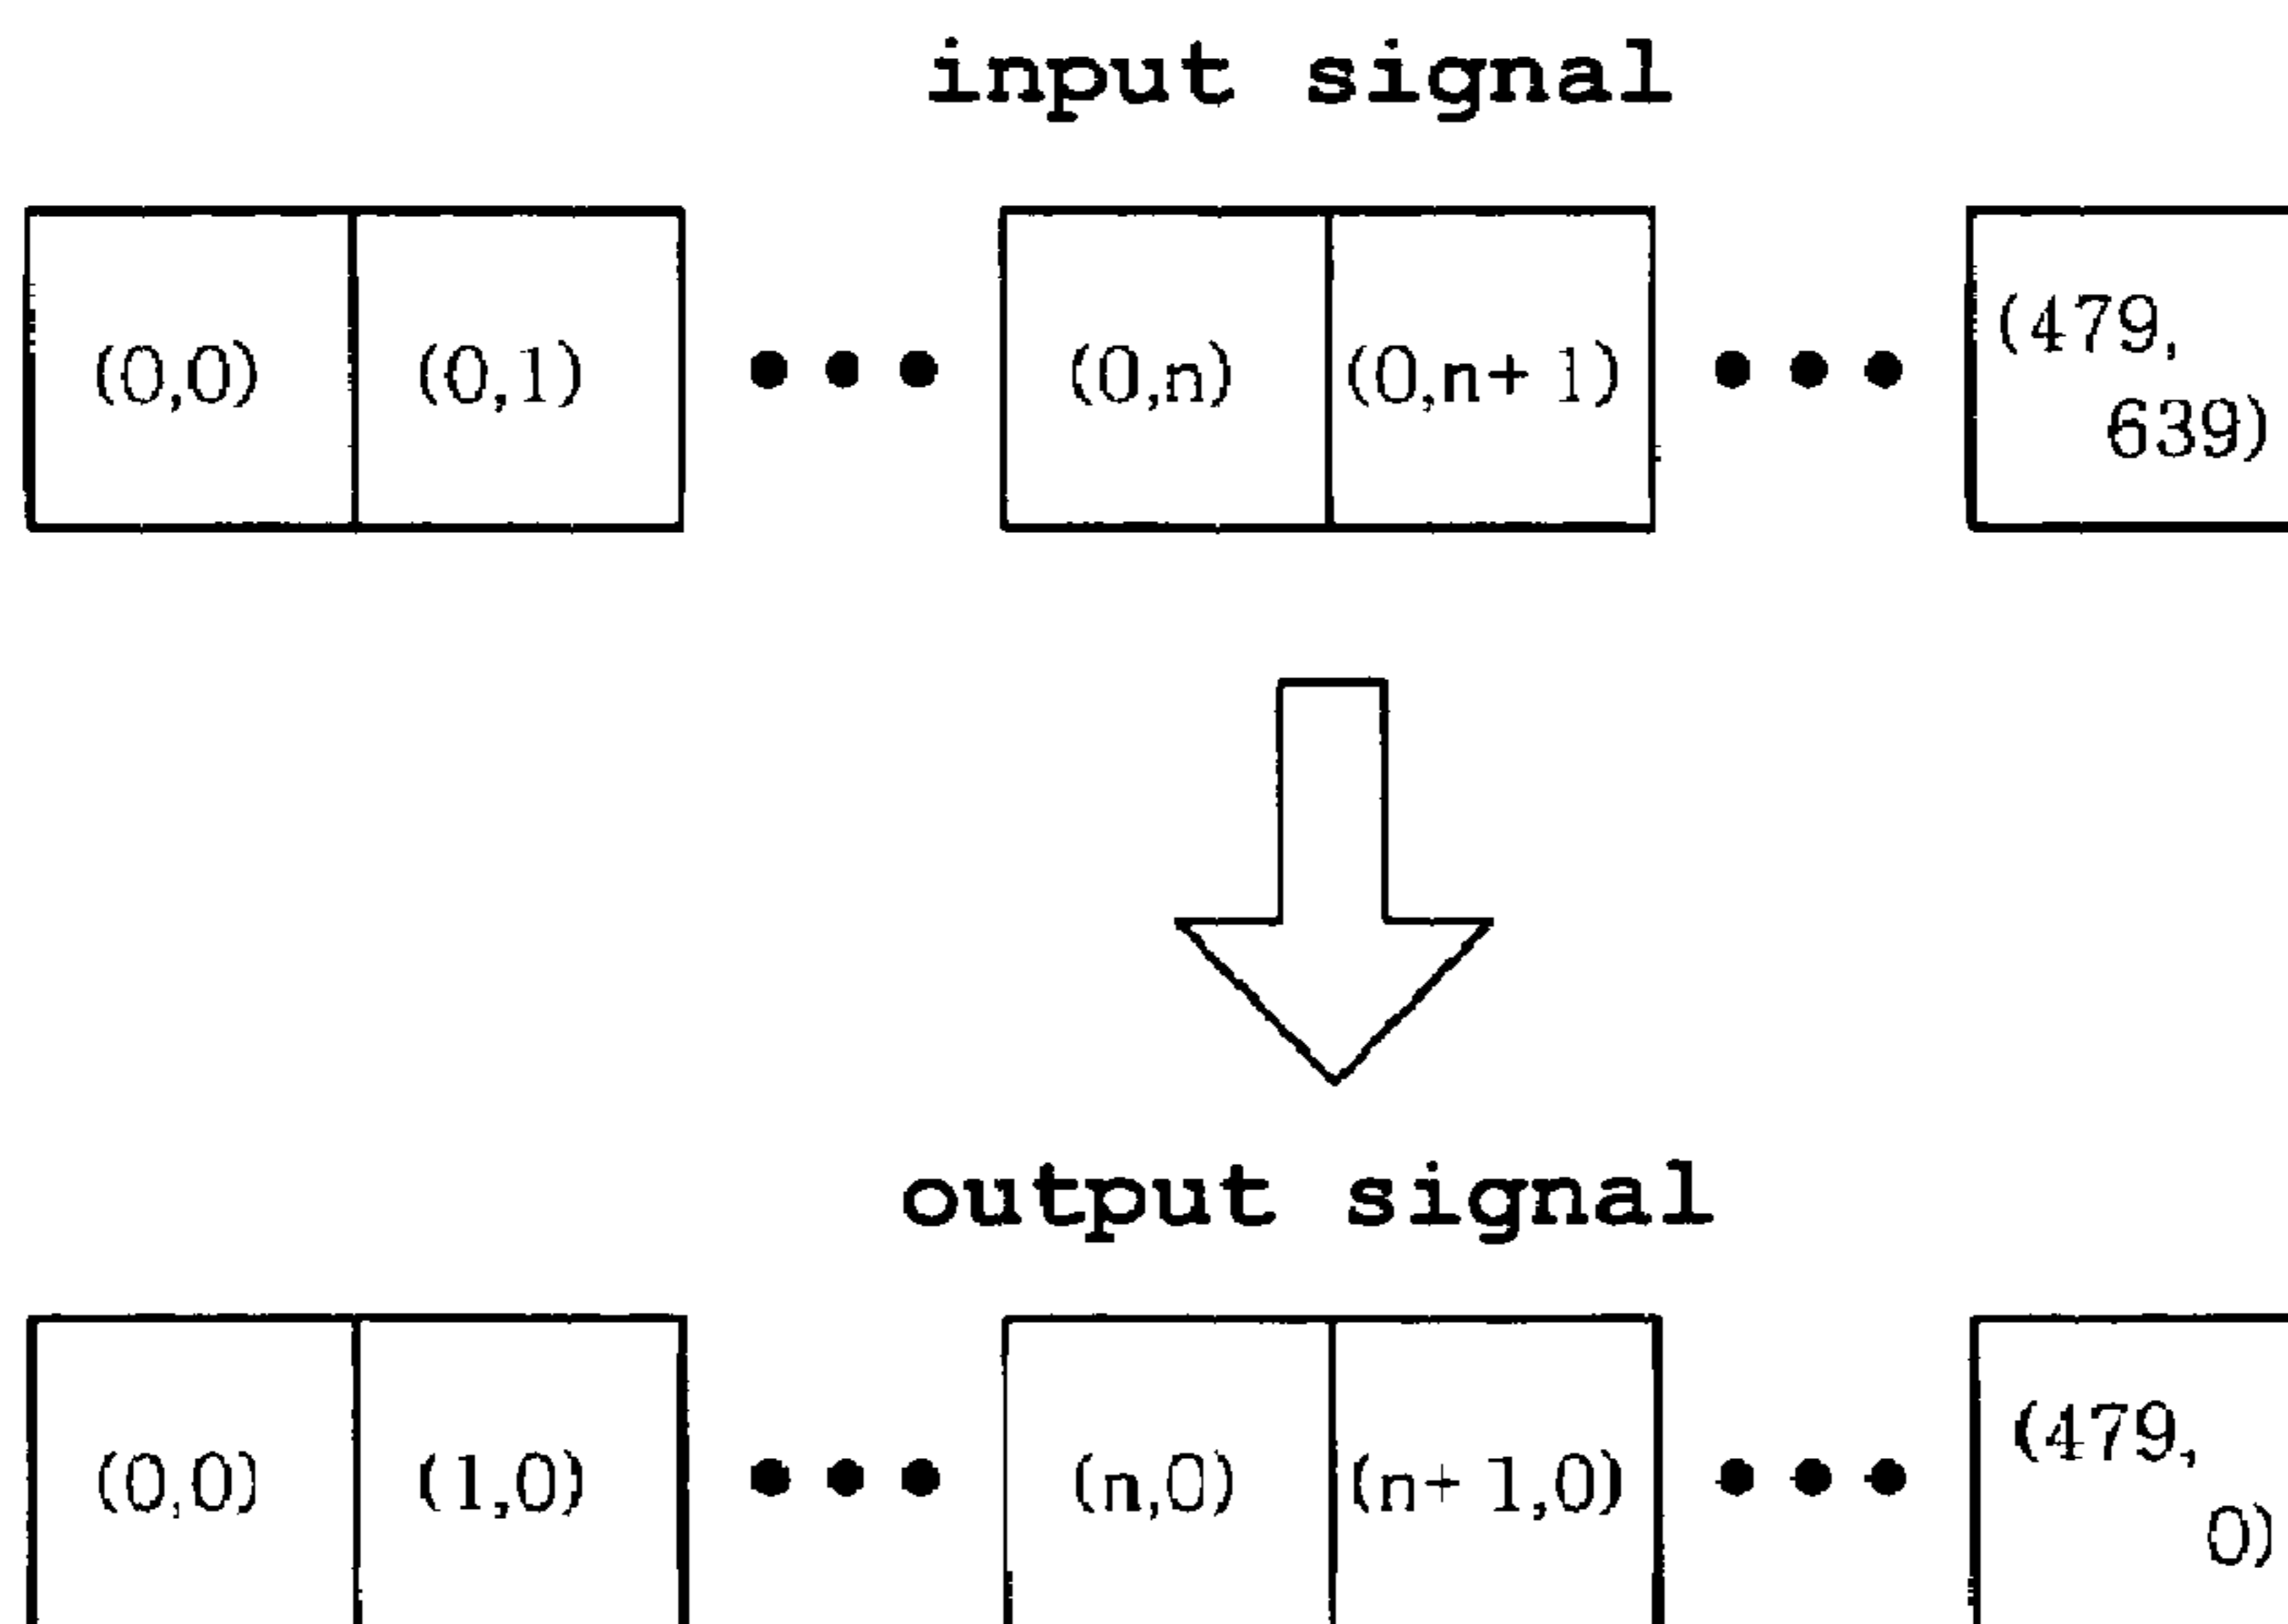 input signal
(0,0) (0,1) ••• (0,n) (0,n+ 1) ••• (479,
639)
output signal
(0,0) (1,0) ••• (n,0) (n+ 1,0) ••• (479,
0)